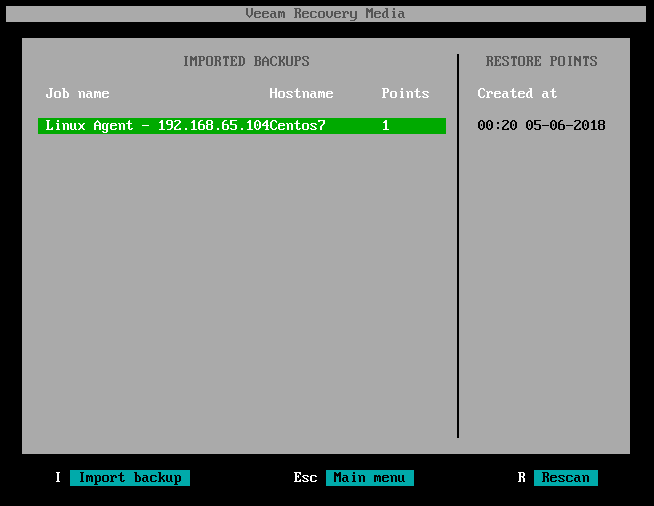 Veeam Recovery Media
IMPORTED BACKUPS
Job name Hostname Points
Linux Agent – 192.168.65.104Centos7 1
RESTORE POINTS
Created at
00:20 05-06-2018
I Import backup Esc Main menu R Rescan